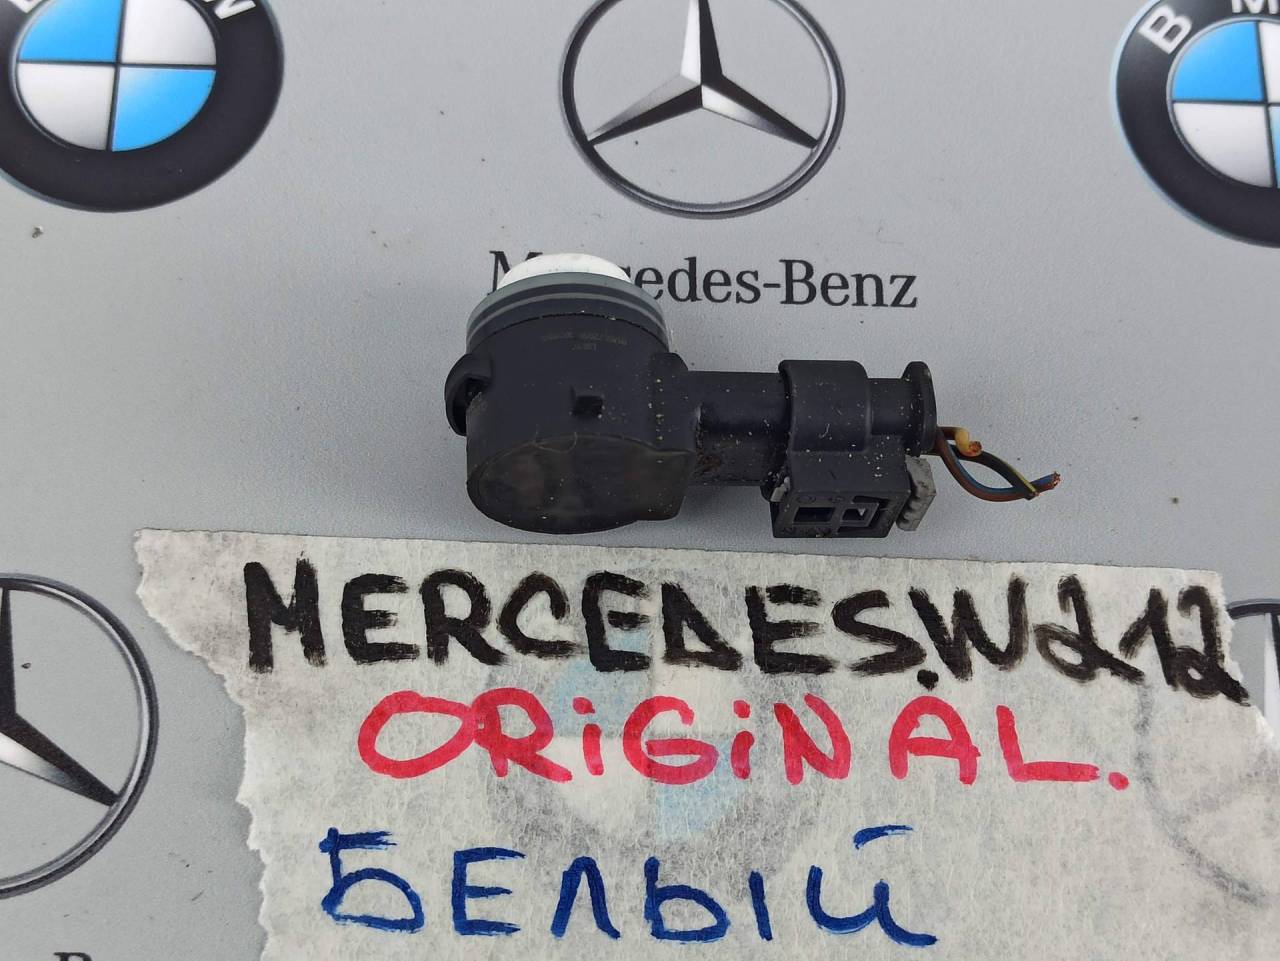 B M
Mercedes-Benz
MERCEDES.W212
ORiGiNAL.
БЕЛЫЙ